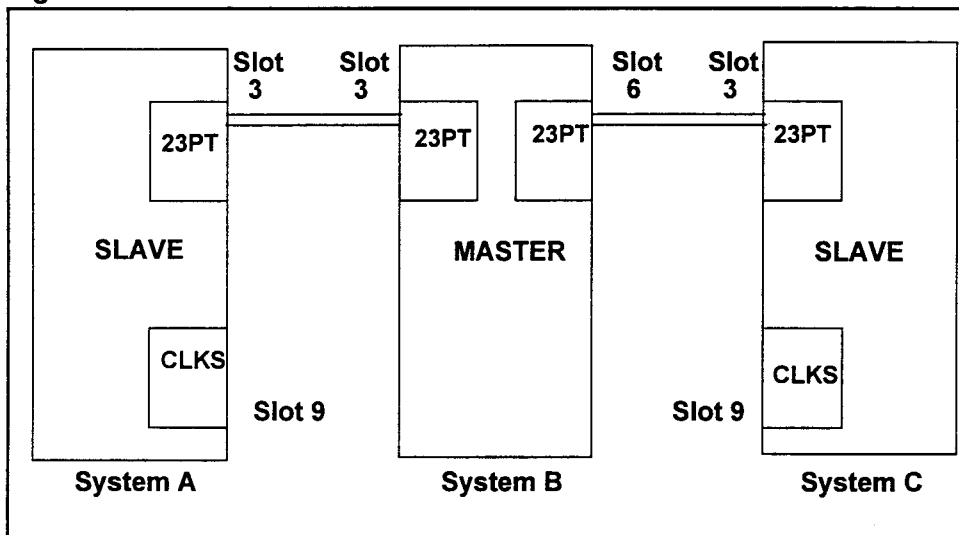 Slot Slot Slot Slot
3 3 6 3
23PT 23PT 23PT 23PT
SLAVE MASTER SLAVE
CLKS CLKS
Slot 9 Slot 9
System A System B System C